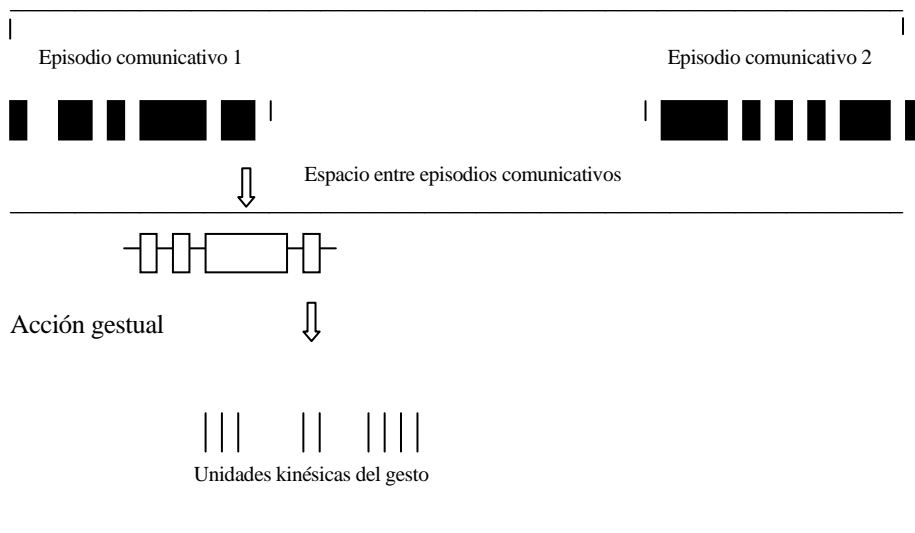 Episodio comunicativo 1
Episodio comunicativo 2
Espacio entre episodios comunicativos
Acción gestual
Unidades kinésicas del gesto